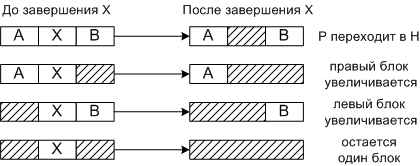 До завершения X
После завершения X
A X B
A B
P переходит в H
A X
A
правый блок
увеличивается
X B
B
левый блок
увеличивается
X
остается
один блок